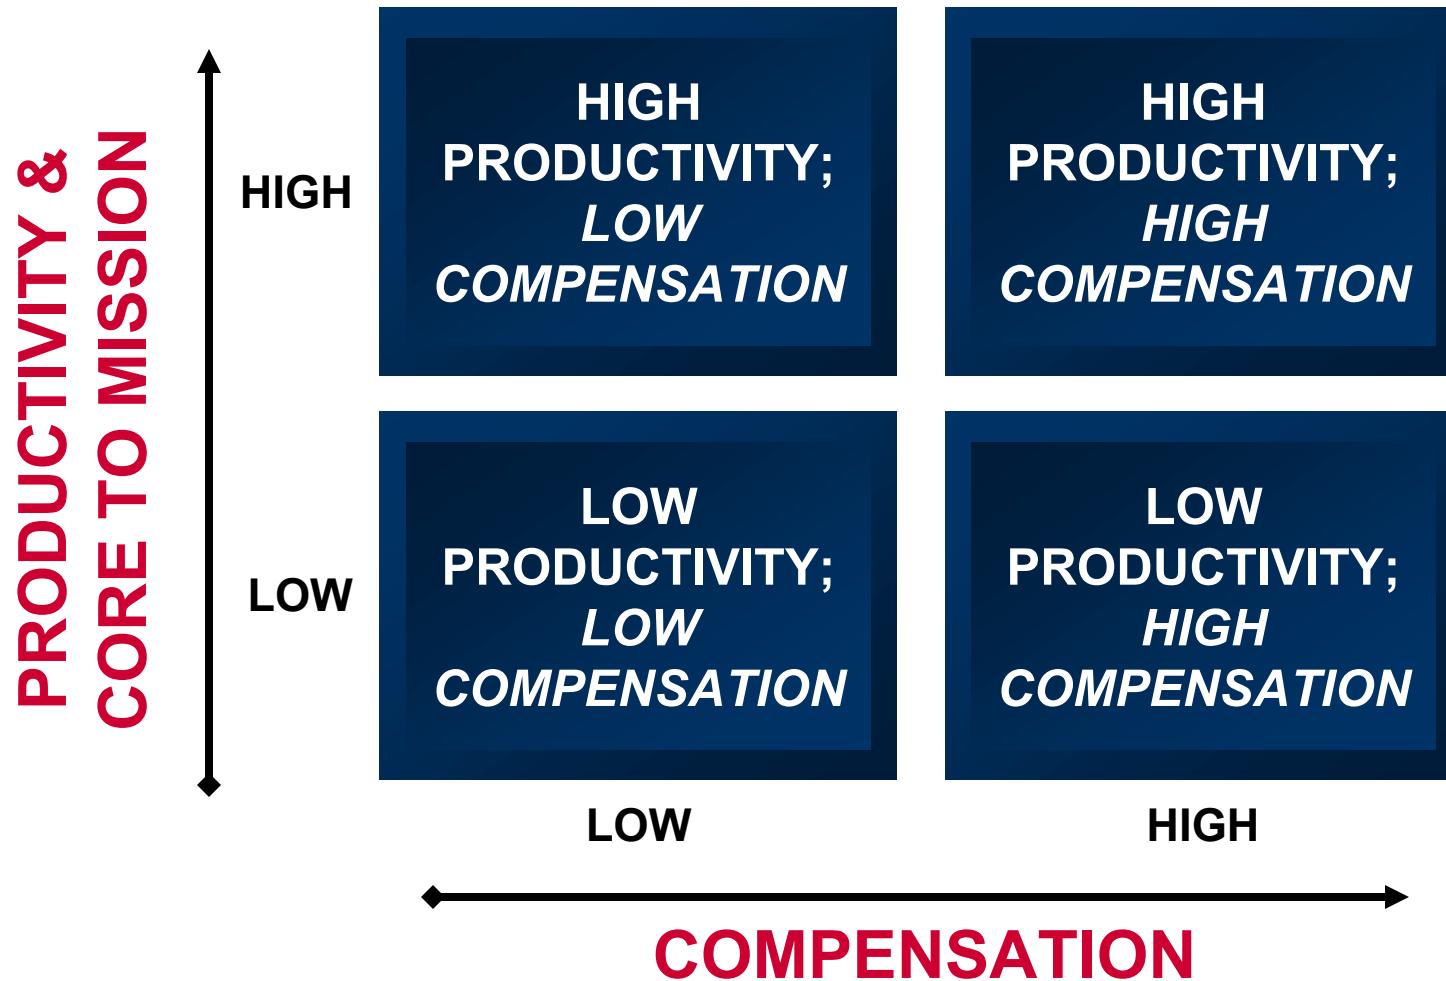 PRODUCTIVITY &
CORE TO MISSION
HIGH
HIGH
PRODUCTIVITY;
LOW
COMPENSATION
HIGH
PRODUCTIVITY;
HIGH
COMPENSATION
LOW
LOW
PRODUCTIVITY;
LOW
COMPENSATION
LOW
PRODUCTIVITY;
HIGH
COMPENSATION
LOW
HIGH
COMPENSATION